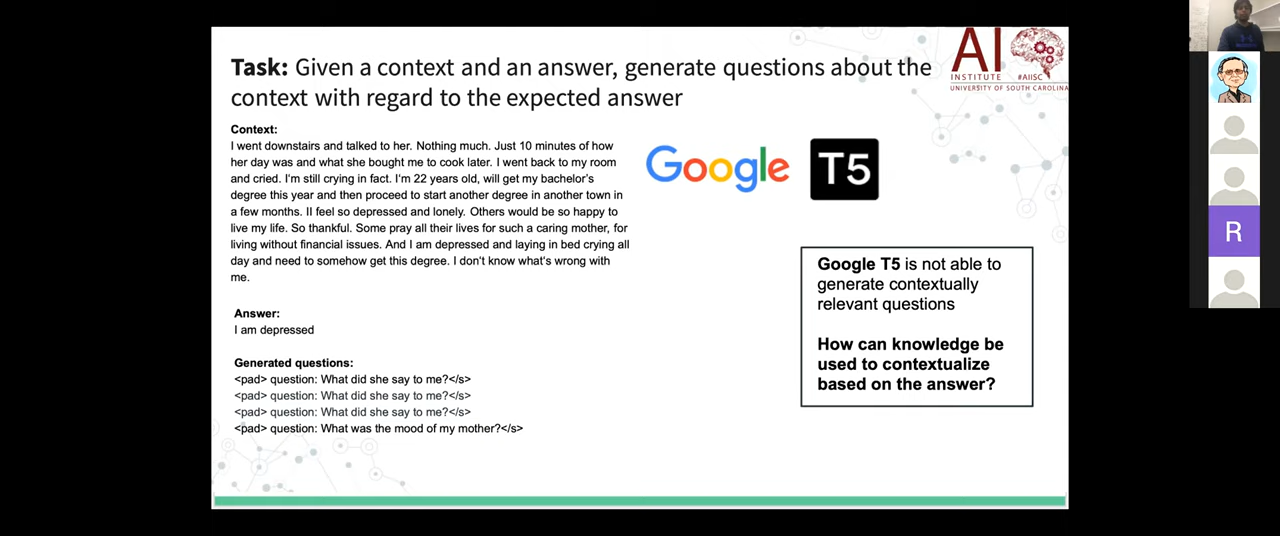 Task: Given a context and an answer, generate questions about the
context with regard to the expected answer
AI
INSTITUTE #AIISC
UNIVERSITY OF SOUTH CAROLINA
Context:
I went downstairs and talked to her. Nothing much. Just 10 minutes of how
her day was and what she bought me to cook later. I went back to my room
and cried. I'm still crying in fact. I'm 22 years old, will get my bachelor's
degree this year and then proceed to start another degree in another town in
a few months. II feel so depressed and lonely. Others would be so happy to
live my life. So thankful. Some pray all their lives for such a caring mother, for
living without financial issues. And I am depressed and laying in bed crying all
day and need to somehow get this degree. I don't know what's wrong with
me.
Answer:
I am depressed
Generated questions:
<pad> question: What did she say to me?</s>
<pad> question: What did she say to me?</s>
<pad> question: What did she say to me?</s>
<pad> question: What was the mood of my mother?</s>
Google T5
Google T5 is not able to
generate contextually
relevant questions
How can knowledge be
used to contextualize
based on the answer?
R